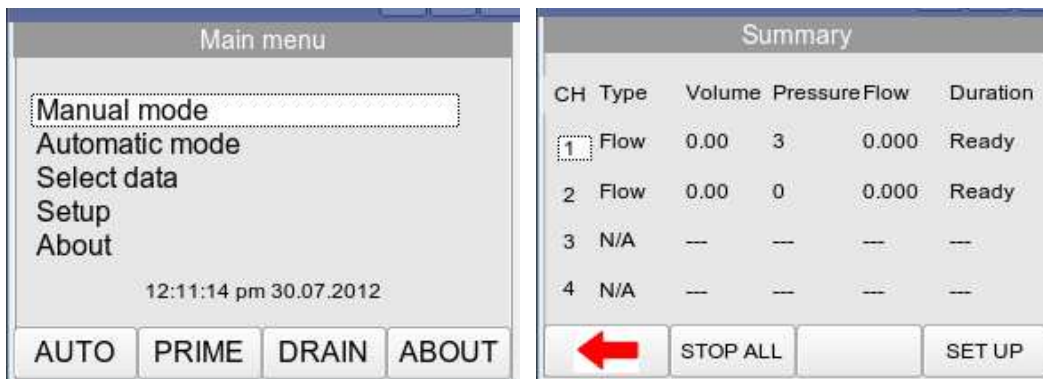 Main menu
Manual mode
Automatic mode
Select data
Setup
About
12:11:14 pm 30.07.2012
AUTO PRIME DRAIN ABOUT
Summary
CH Type Volume Pressure Flow Duration
1 Flow 0.00 3 0.000 Ready
2 Flow 0.00 0 0.000 Ready
3 N/A --- --- --- ---
4 N/A --- --- --- ---
STOP ALL SET UP